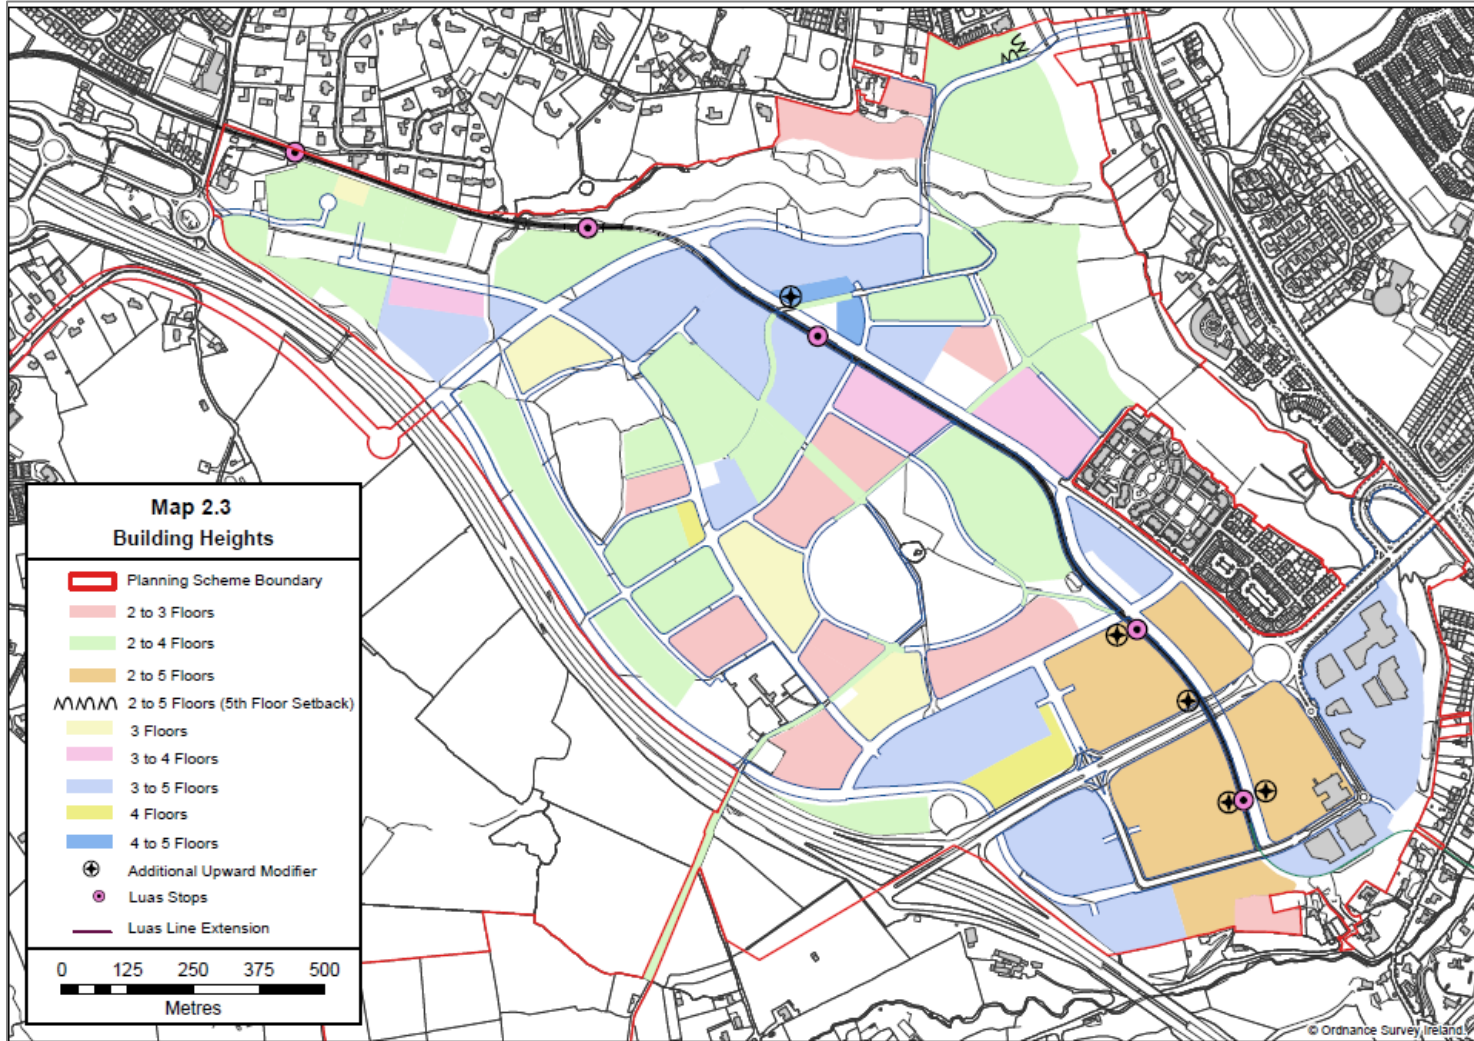 Map 2.3
Building Heights
Planning Scheme Boundary
2 to 3 Floors
2 to 4 Floors
2 to 5 Floors
2 to 5 Floors (5th Floor Setback)
3 Floors
3 to 4 Floors
3 to 5 Floors
4 Floors
4 to 5 Floors
Additional Upward Modifier
Luas Stops
Luas Line Extension
0 125 250 375 500
Metres
© Ordnance Survey Ireland.